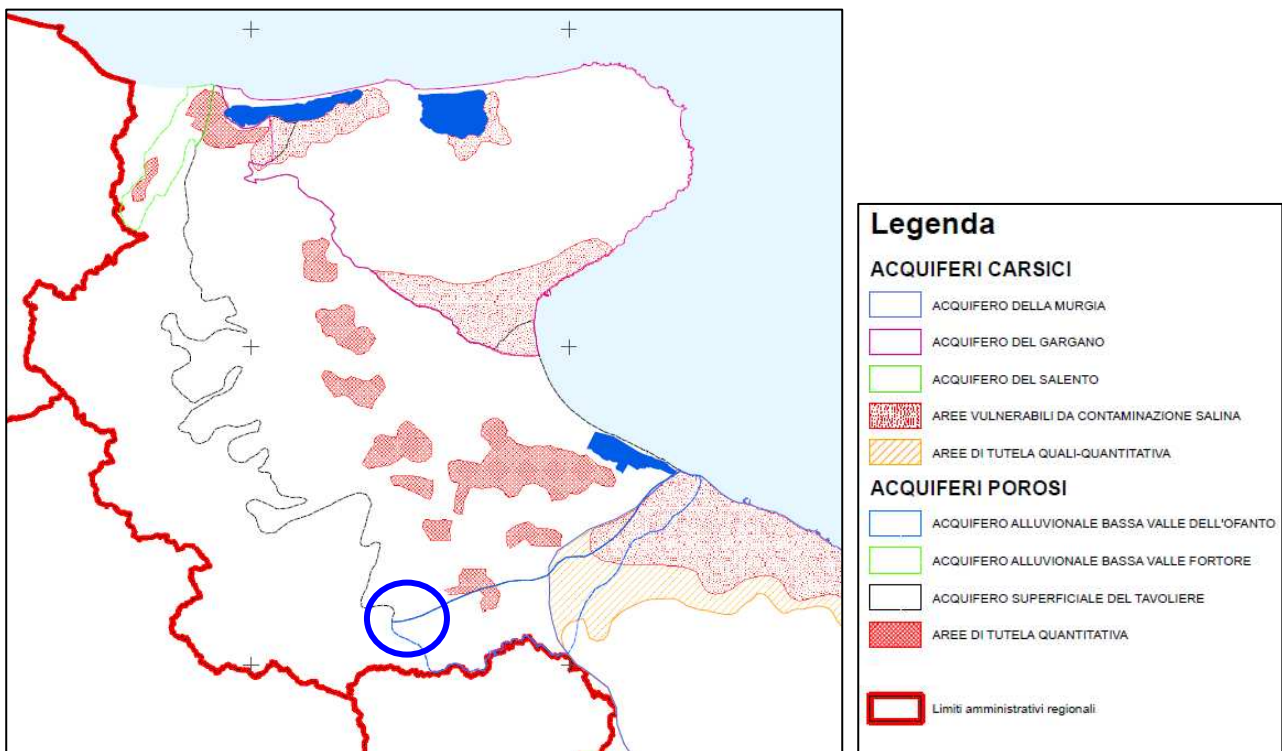 Legenda
ACQUIFERI CARSICI
ACQUIFERO DELLA MURGIA
ACQUIFERO DEL GARGANO
ACQUIFERO DEL SALENTO
AREE VULNERABILI DA CONTAMINAZIONE SALINA
AREE DI TUTELA QUALI-QUANTITATIVA
ACQUIFERI POROSI
ACQUIFERO ALLUVIONALE BASSA VALLE DELL'OFANTO
ACQUIFERO ALLUVIONALE BASSA VALLE FORTORE
ACQUIFERO SUPERFICIALE DEL TAVOLIERE
AREE DI TUTELA QUANTITATIVA
Limiti amministrativi regionali